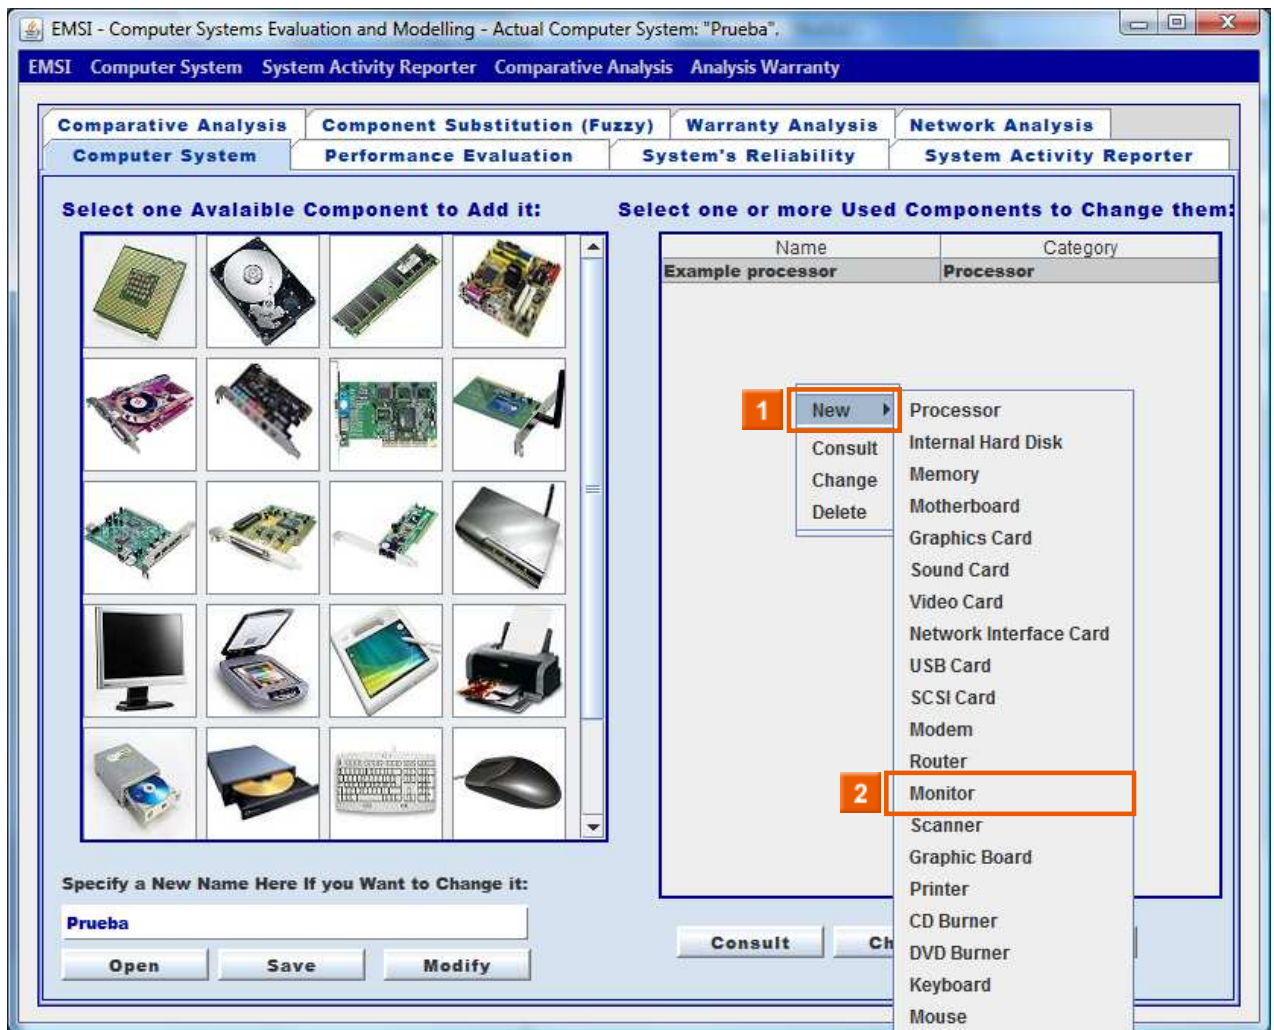 EMSI - Computer Systems Evaluation and Modelling - Actual Computer System: "Prueba".
EMSI Computer System System Activity Reporter Comparative Analysis Analysis Warranty
Comparative Analysis Component Substitution (Fuzzy) Warranty Analysis Network Analysis
Computer System Performance Evaluation System's Reliability System Activity Reporter
Select one Avalaible Component to Add it:
Select one or more Used Components to Change them:
Name Category
Example processor Processor
1
New
Consult
Change
Delete
Processor
Internal Hard Disk
Memory
Motherboard
Graphics Card
Sound Card
Video Card
Network Interface Card
USB Card
SCSI Card
Modem
Router
2
Monitor
Scanner
Graphic Board
Printer
CD Burner
DVD Burner
Keyboard
Mouse
Specify a New Name Here If you Want to Change it:
Prueba
Open Save Modify
Consult Ch